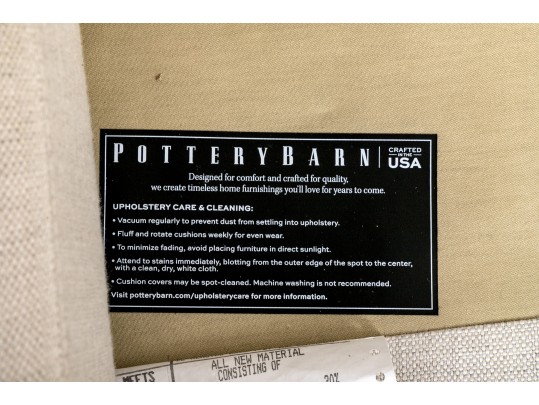 POTTERYBARN
CRAFTED
IN THE
USA
Designed for comfort and crafted for quality,
we create timeless home furnishings you'll love for years to come.
UPHOLSTERY CARE & CLEANING:
• Vacuum regularly to prevent dust from settling into upholstery.
• Fluff and rotate cushions weekly for even wear.
• To minimize fading, avoid placing furniture in direct sunlight.
• Attend to stains immediately, blotting from the outer edge of the spot to the center,
with a clean, dry, white cloth.
• Cushion covers may be spot-cleaned. Machine washing is not recommended.
Visit potterybarn.com/upholsterycare for more information.
ALL NEW MATERIAL
CONSISTING OF
MEETS
20%